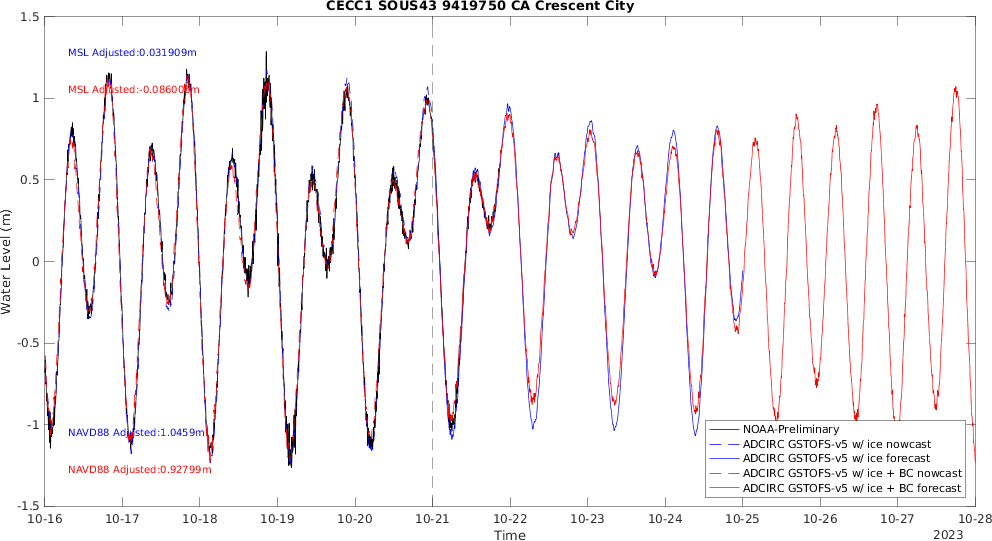 CECC1 SOUS43 9419750 CA Crescent City
1.5
MSL Adjusted:0.031909m
MSL Adjusted:-0.086008m
1
0.5
0
-0.5
-1
-1.5
Water Level (m)
NAVD88 Adjusted:1.0459m
NAVD88 Adjusted:0.92799m
NOAA-Preliminary
ADCIRC GSTOFS-v5 w/ ice nowcast
ADCIRC GSTOFS-v5 w/ ice forecast
ADCIRC GSTOFS-v5 w/ ice + BC nowcast
ADCIRC GSTOFS-v5 w/ ice + BC forecast
10-16 10-17 10-18 10-19 10-20 10-21 10-22 10-23 10-24 10-25 10-26 10-27 10-28
Time
2023